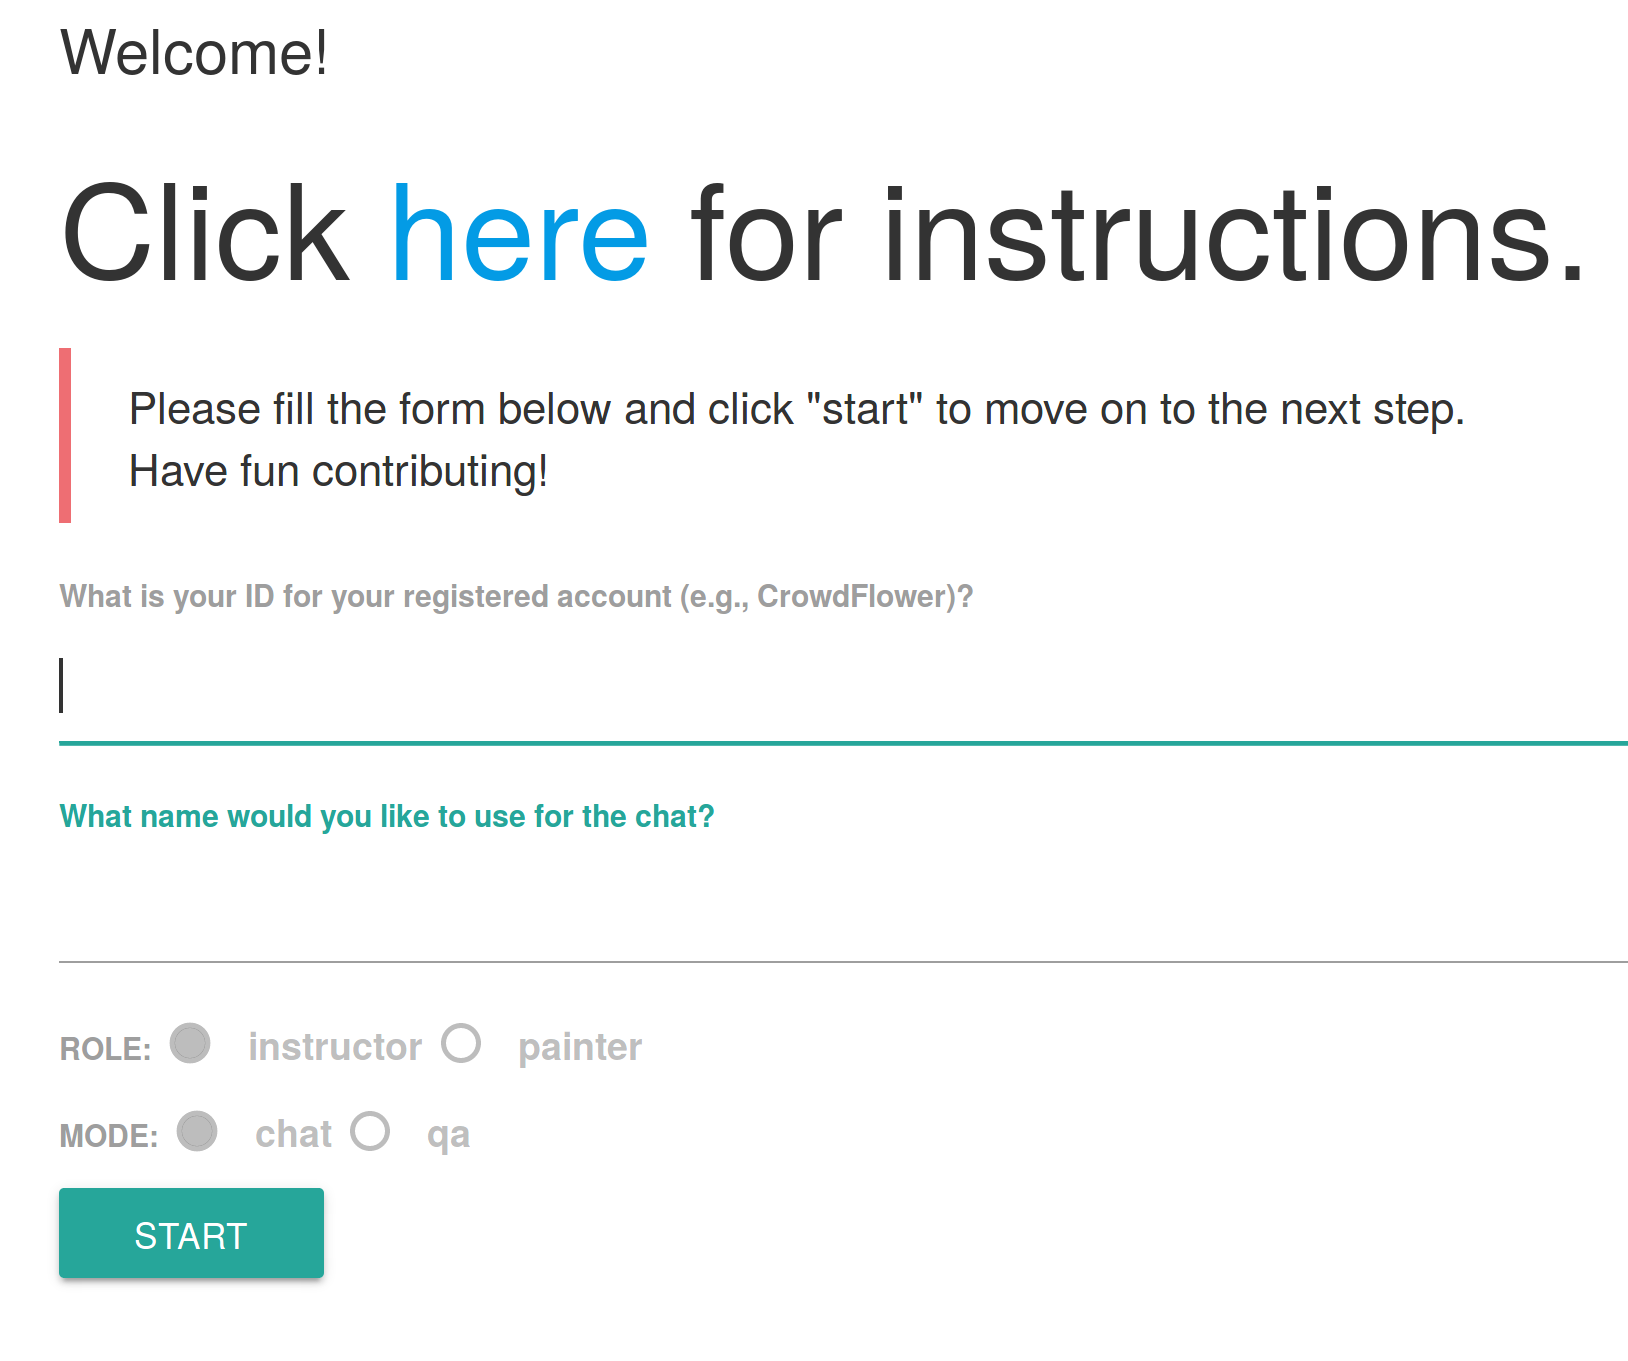 Welcome!
Click here for instructions.
Please fill the form below and click "start" to move on to the next step.
Have fun contributing!
What is your ID for your registered account (e.g., CrowdFlower)?
What name would you like to use for the chat?
ROLE: instructor painter
MODE: chat qa
START